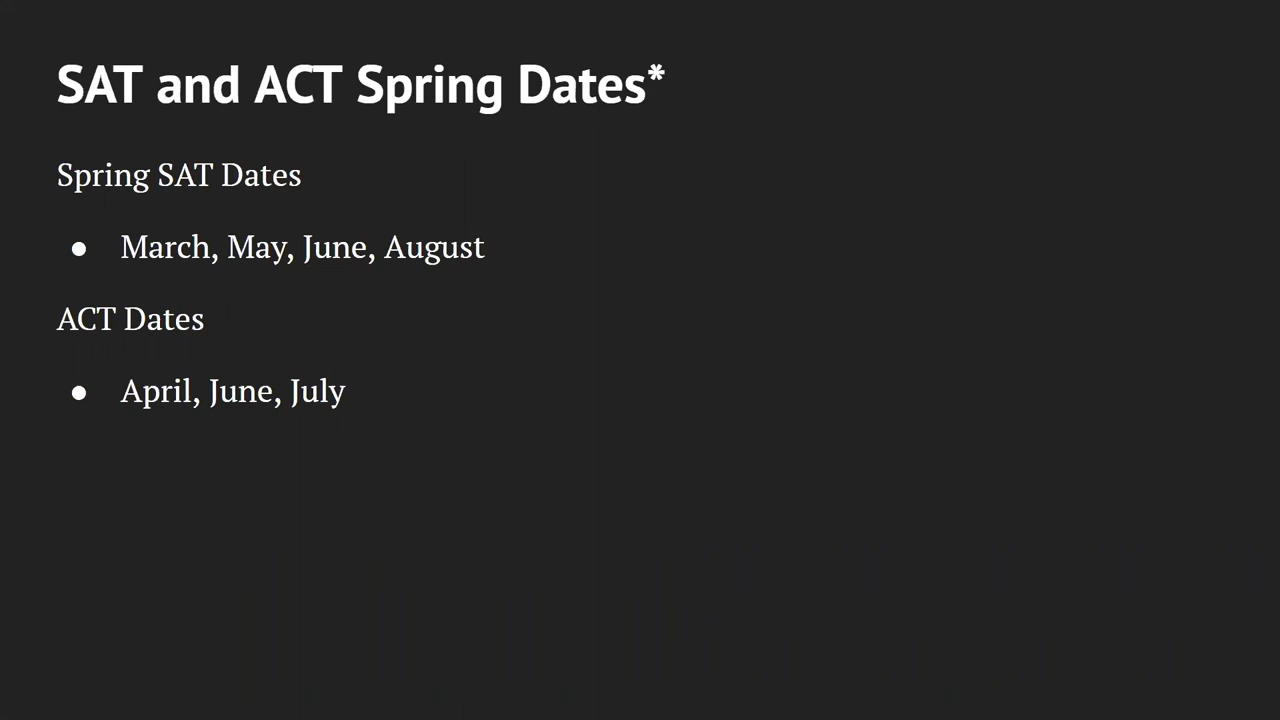 SAT and ACT Spring Dates*
Spring SAT Dates
● March, May, June, August
ACT Dates
● April, June, July